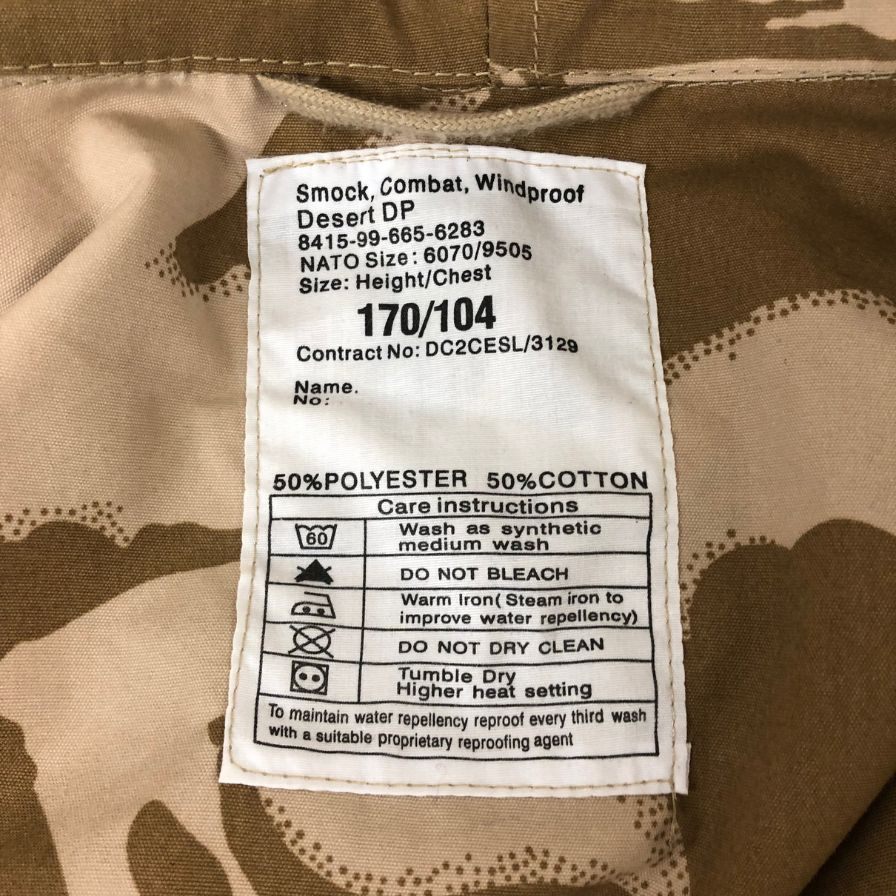 Smock, Combat, Windproof
Desert DP
8415-99-665-6283
NATO Size: 6070/9505
Size: Height/Chest
170/104
Contract No: DC2CESL/3129
Name.
No:
50%POLYESTER 50%COTTON
Care instructions
60
Wash as synthetic
medium wash
DO NOT BLEACH
Warm Iron( Steam iron to
improve water repellency)
DO NOT DRY CLEAN
Tumble Dry
Higher heat setting
To maintain water repellency reproof every third wash
with a suitable proprietary reproofing agent